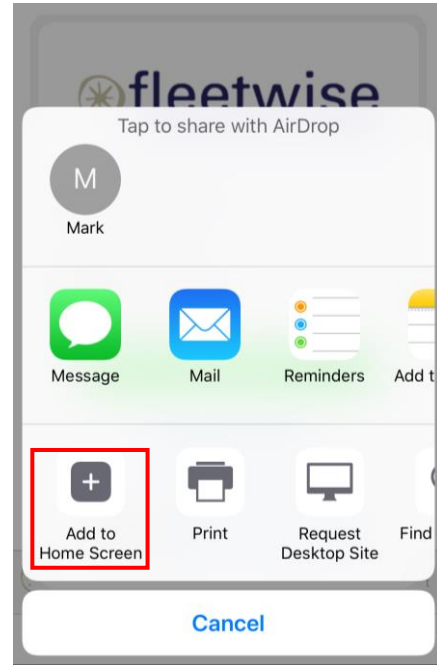 fleetwise
Tap to share with AirDrop
M
Mark
Message Mail Reminders Add t
Add to Print Request Find
Home Screen Desktop Site
Cancel